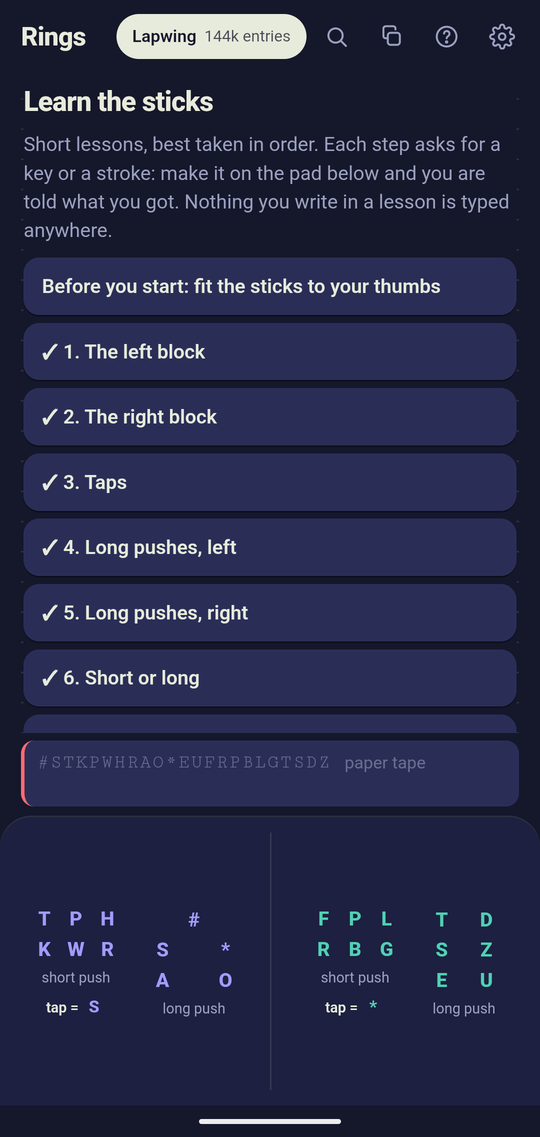 Rings
Lapwing 144k entries
Learn the sticks
Short lessons, best taken in order. Each step asks for a
key or a stroke: make it on the pad below and you are
told what you got. Nothing you write in a lesson is typed
anywhere.
Before you start: fit the sticks to your thumbs
✓ 1. The left block
✓ 2. The right block
✓ 3. Taps
✓ 4. Long pushes, left
✓ 5. Long pushes, right
✓ 6. Short or long
#STKPWHRAO*EUFRPBLGTSDZ paper tape
T P H
K W R
short push
tap = S
#
S *
A O
long push
F P L
R B G
short push
tap = *
T D
S Z
E U
long push